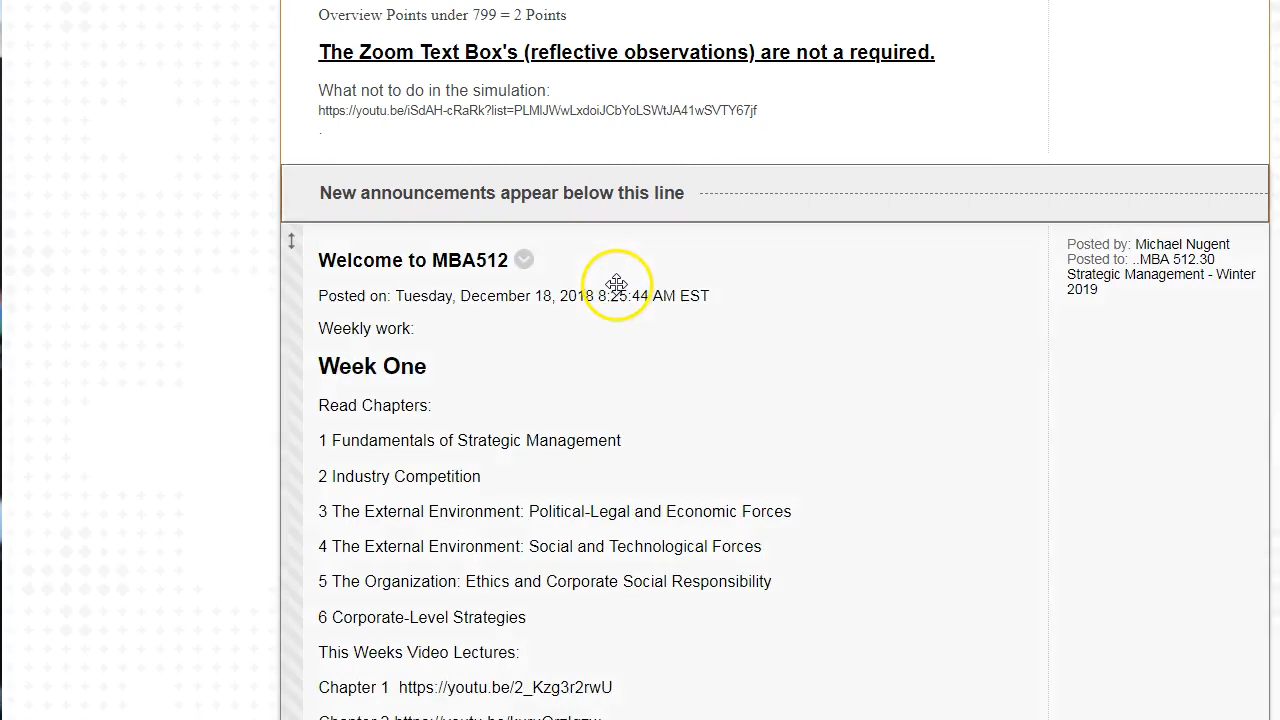 Overview Points under 799 = 2 Points
The Zoom Text Box's (reflective observations) are not a required.
What not to do in the simulation:
https://youtu.be/iSdAH-cRaRk?list=PLMlJWwLxdoiJCbYoLSWtJA41wSVTY67jf
.
New announcements appear below this line
Welcome to MBA512
Posted on: Tuesday, December 18, 2018 8:25:44 AM EST
Posted by: Michael Nugent
Posted to: ..MBA 512.30
Strategic Management - Winter
2019
Weekly work:
Week One
Read Chapters:
1 Fundamentals of Strategic Management
2 Industry Competition
3 The External Environment: Political-Legal and Economic Forces
4 The External Environment: Social and Technological Forces
5 The Organization: Ethics and Corporate Social Responsibility
6 Corporate-Level Strategies
This Weeks Video Lectures:
Chapter 1  https://youtu.be/2_Kzg3r2rwU